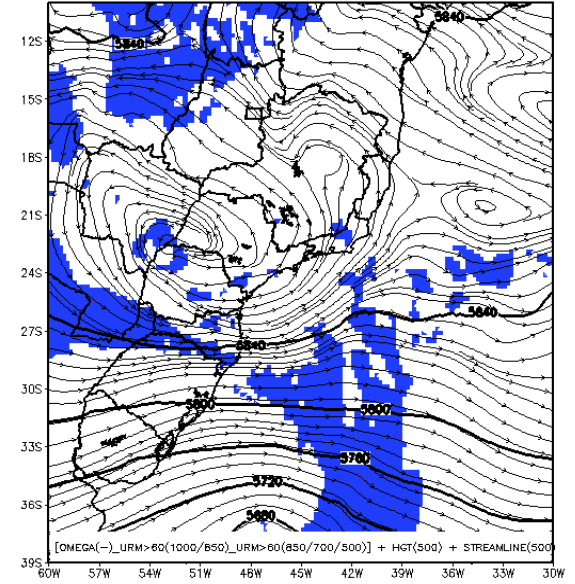 5840
12S
5840
15S
18S
21S
24S
5840
27S
5840
30S
5800
5800
33S
5760
5720
36S
5680
[OMEGA(-)_URM>60(1000/850)_URM>60(850/700/500)] + HGT(500) + STREAMLINE(500)
39S
60W 57W 54W 51W 48W 45W 42W 39W 36W 33W 30W